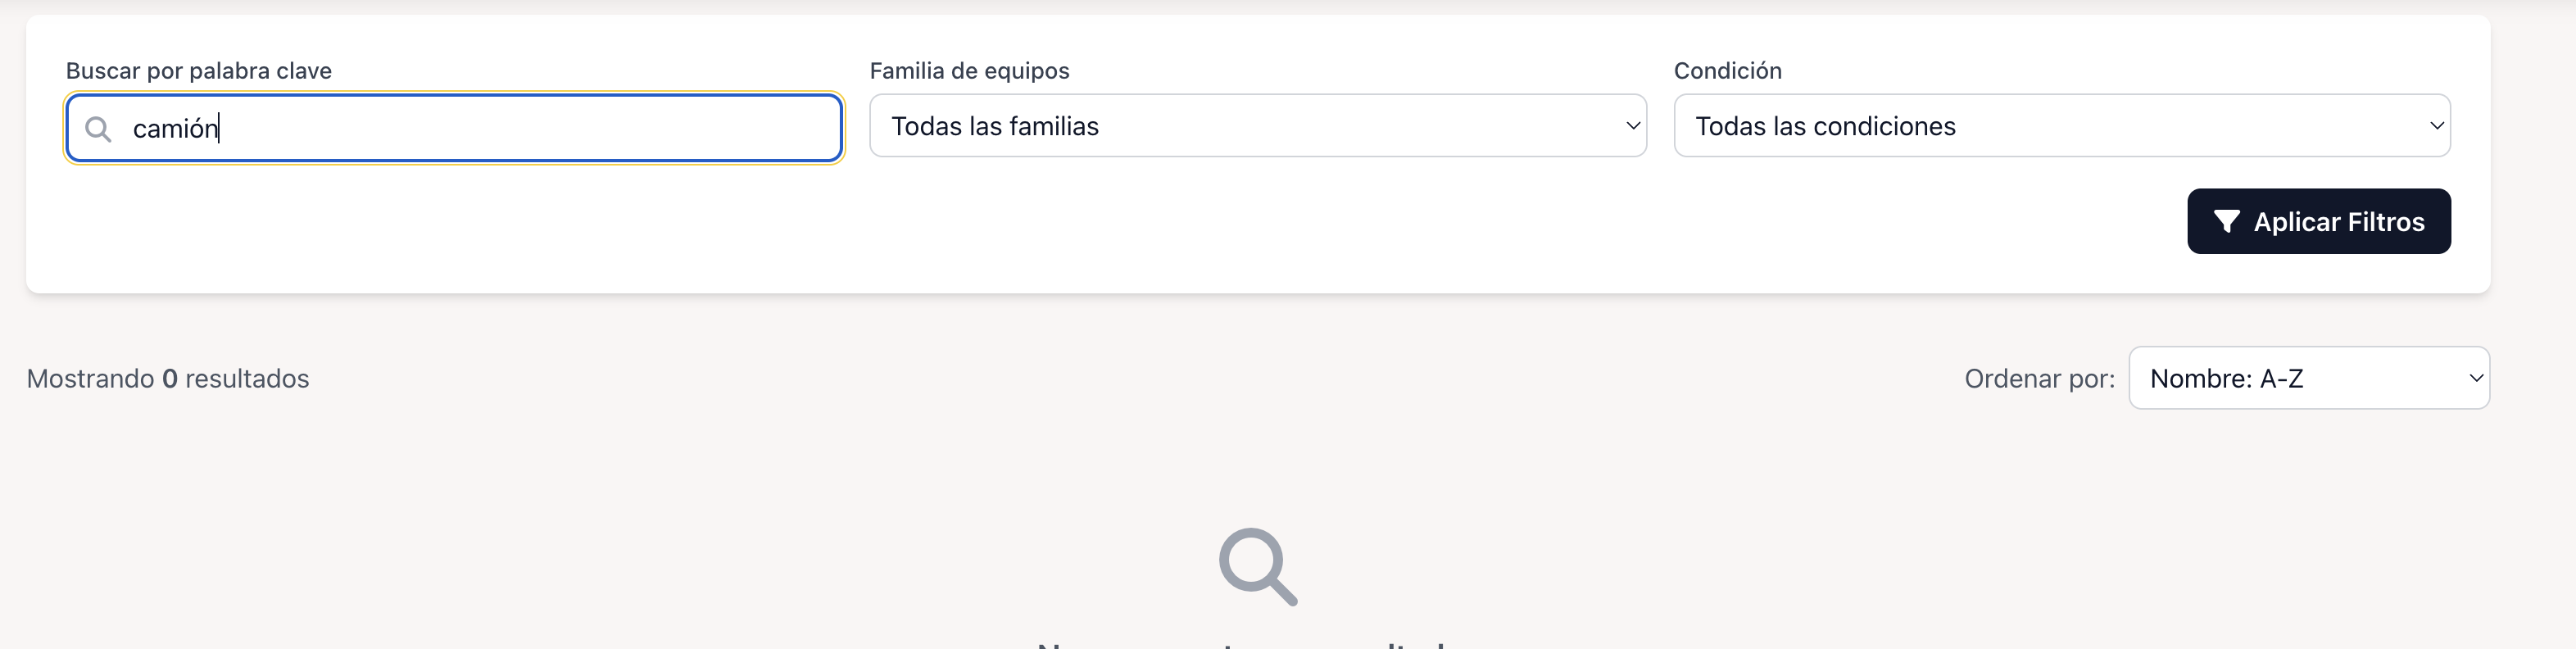 Buscar por palabra clave
Familia de equipos
Condición
camión
Todas las familias
Todas las condiciones
Aplicar Filtros
Mostrando 0 resultados
Ordenar por:
Nombre: A-Z